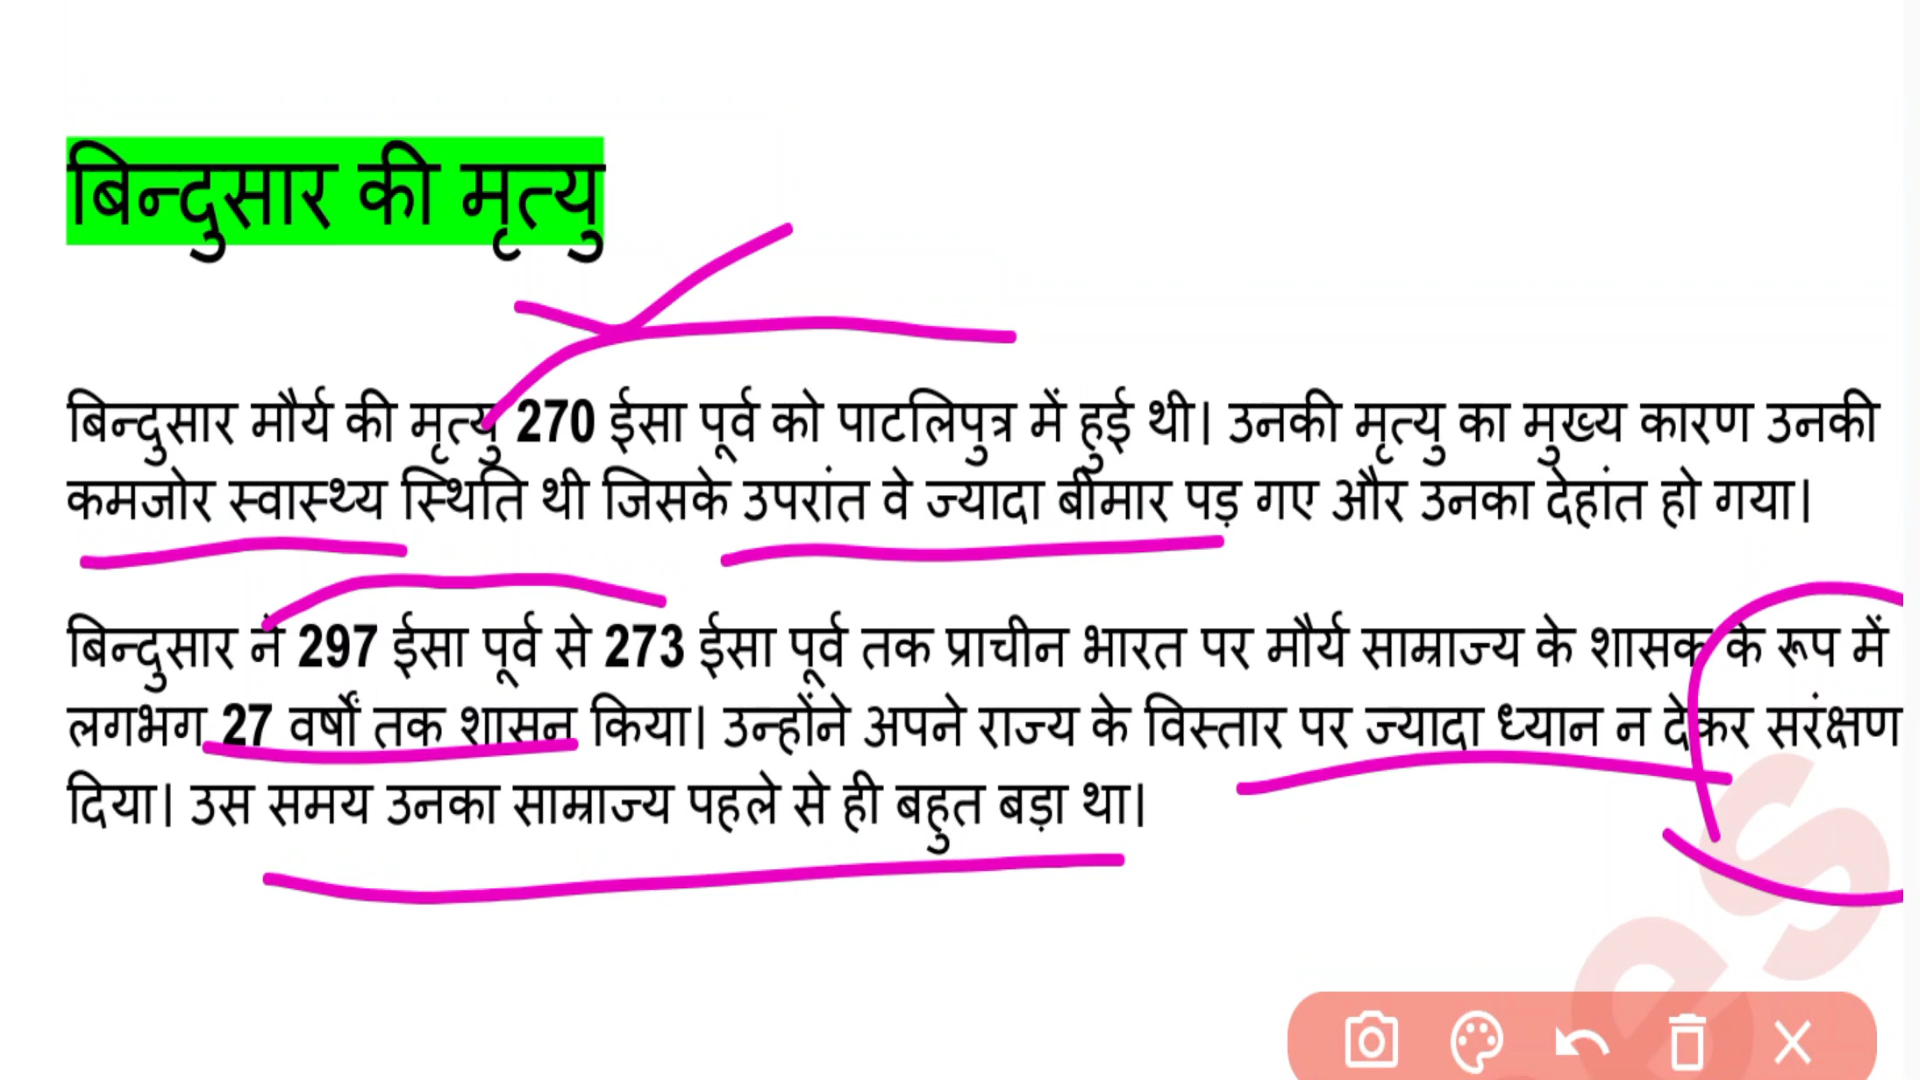 बिन्दुसार की मृत्यु
बिन्दुसार मौर्य की मृत्यु 270 ईसा पूर्व को पाटलिपुत्र में हुई थी। उनकी मृत्यु का मुख्य कारण उनकी
कमजोर स्वास्थ्य स्थिति थी जिसके उपरांत वे ज्यादा बीमार पड़ गए और उनका देहांत हो गया।
बिन्दुसार ने 297 ईसा पूर्व से 273 ईसा पूर्व तक प्राचीन भारत पर मौर्य साम्राज्य के शासक के रूप में
लगभग 27 वर्षों तक शासन किया। उन्होंने अपने राज्य के विस्तार पर ज्यादा ध्यान न देकर सरंक्षण
दिया। उस समय उनका साम्राज्य पहले से ही बहुत बड़ा था।
es